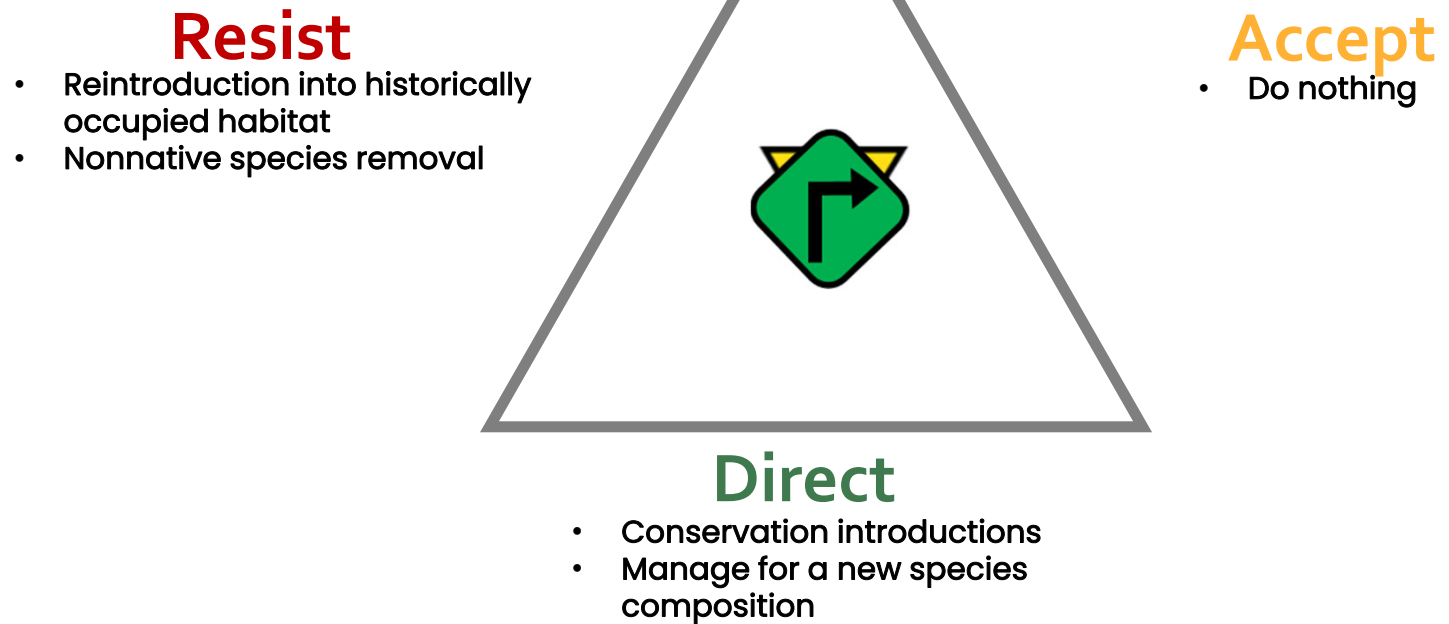 Resist
• Reintroduction into historically
occupied habitat
• Nonnative species removal
Accept
• Do nothing
Direct
• Conservation introductions
• Manage for a new species
composition